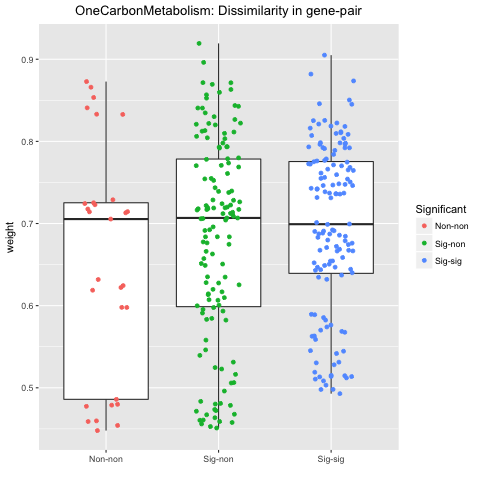 OneCarbonMetabolism: Dissimilarity in gene-pair
weight
0.9
0.8
0.7
0.6
0.5
Non-non
Sig-non
Sig-sig
Significant
Non-non
Sig-non
Sig-sig